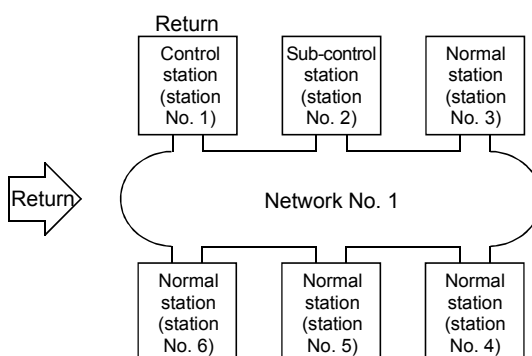 Return
Control
station
(station
No. 1)
Sub-control
station
(station
No. 2)
Normal
station
(station
No. 3)
Return
Network No. 1
Normal
station
(station
No. 6)
Normal
station
(station
No. 5)
Normal
station
(station
No. 4)